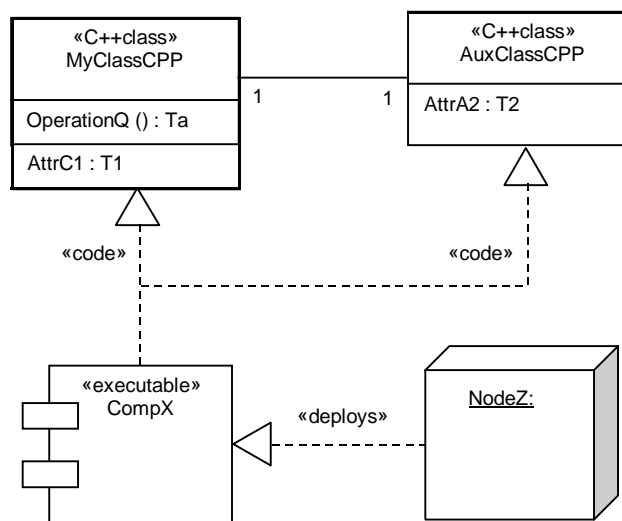 «C++class»
MyClassCPP
OperationQ () : Ta
AttrC1 : T1
«C++class»
AuxClassCPP
AttrA2 : T2
1
1
«code»
«code»
«executable»
CompX
«deploys»
NodeZ: